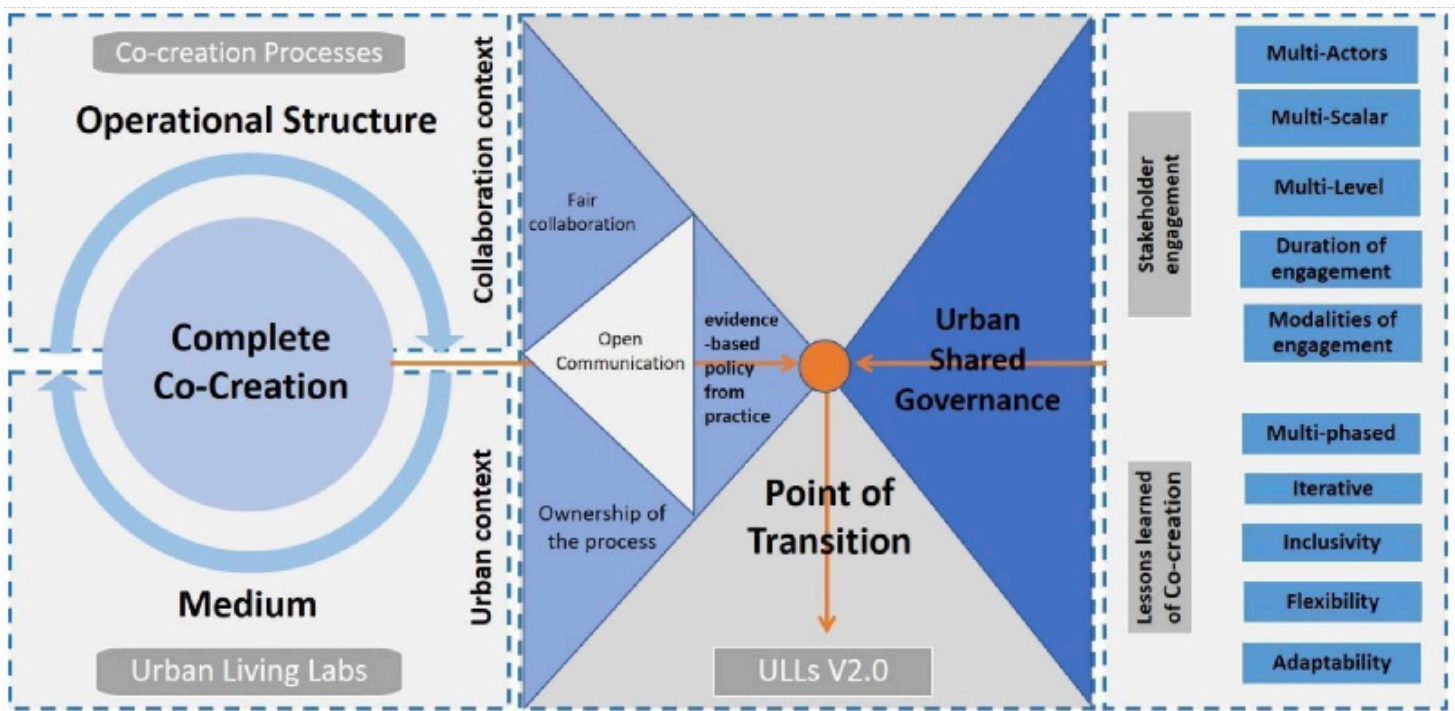 Co-creation Processes
Operational Structure
Collaboration context
Complete
Co-Creation
Urban context
Medium
Urban Living Labs
Fair
collaboration
Open
Communication
evidence
-based
policy
from
practice
Ownership of
the process
Urban
Shared
Governance
Point of
Transition
ULLs V2.0
Stakeholder
engagement
Multi-Actors
Multi-Scalar
Multi-Level
Duration of
engagement
Modalities of
engagement
Lessons learned
of Co-creation
Multi-phased
Iterative
Inclusivity
Flexibility
Adaptability